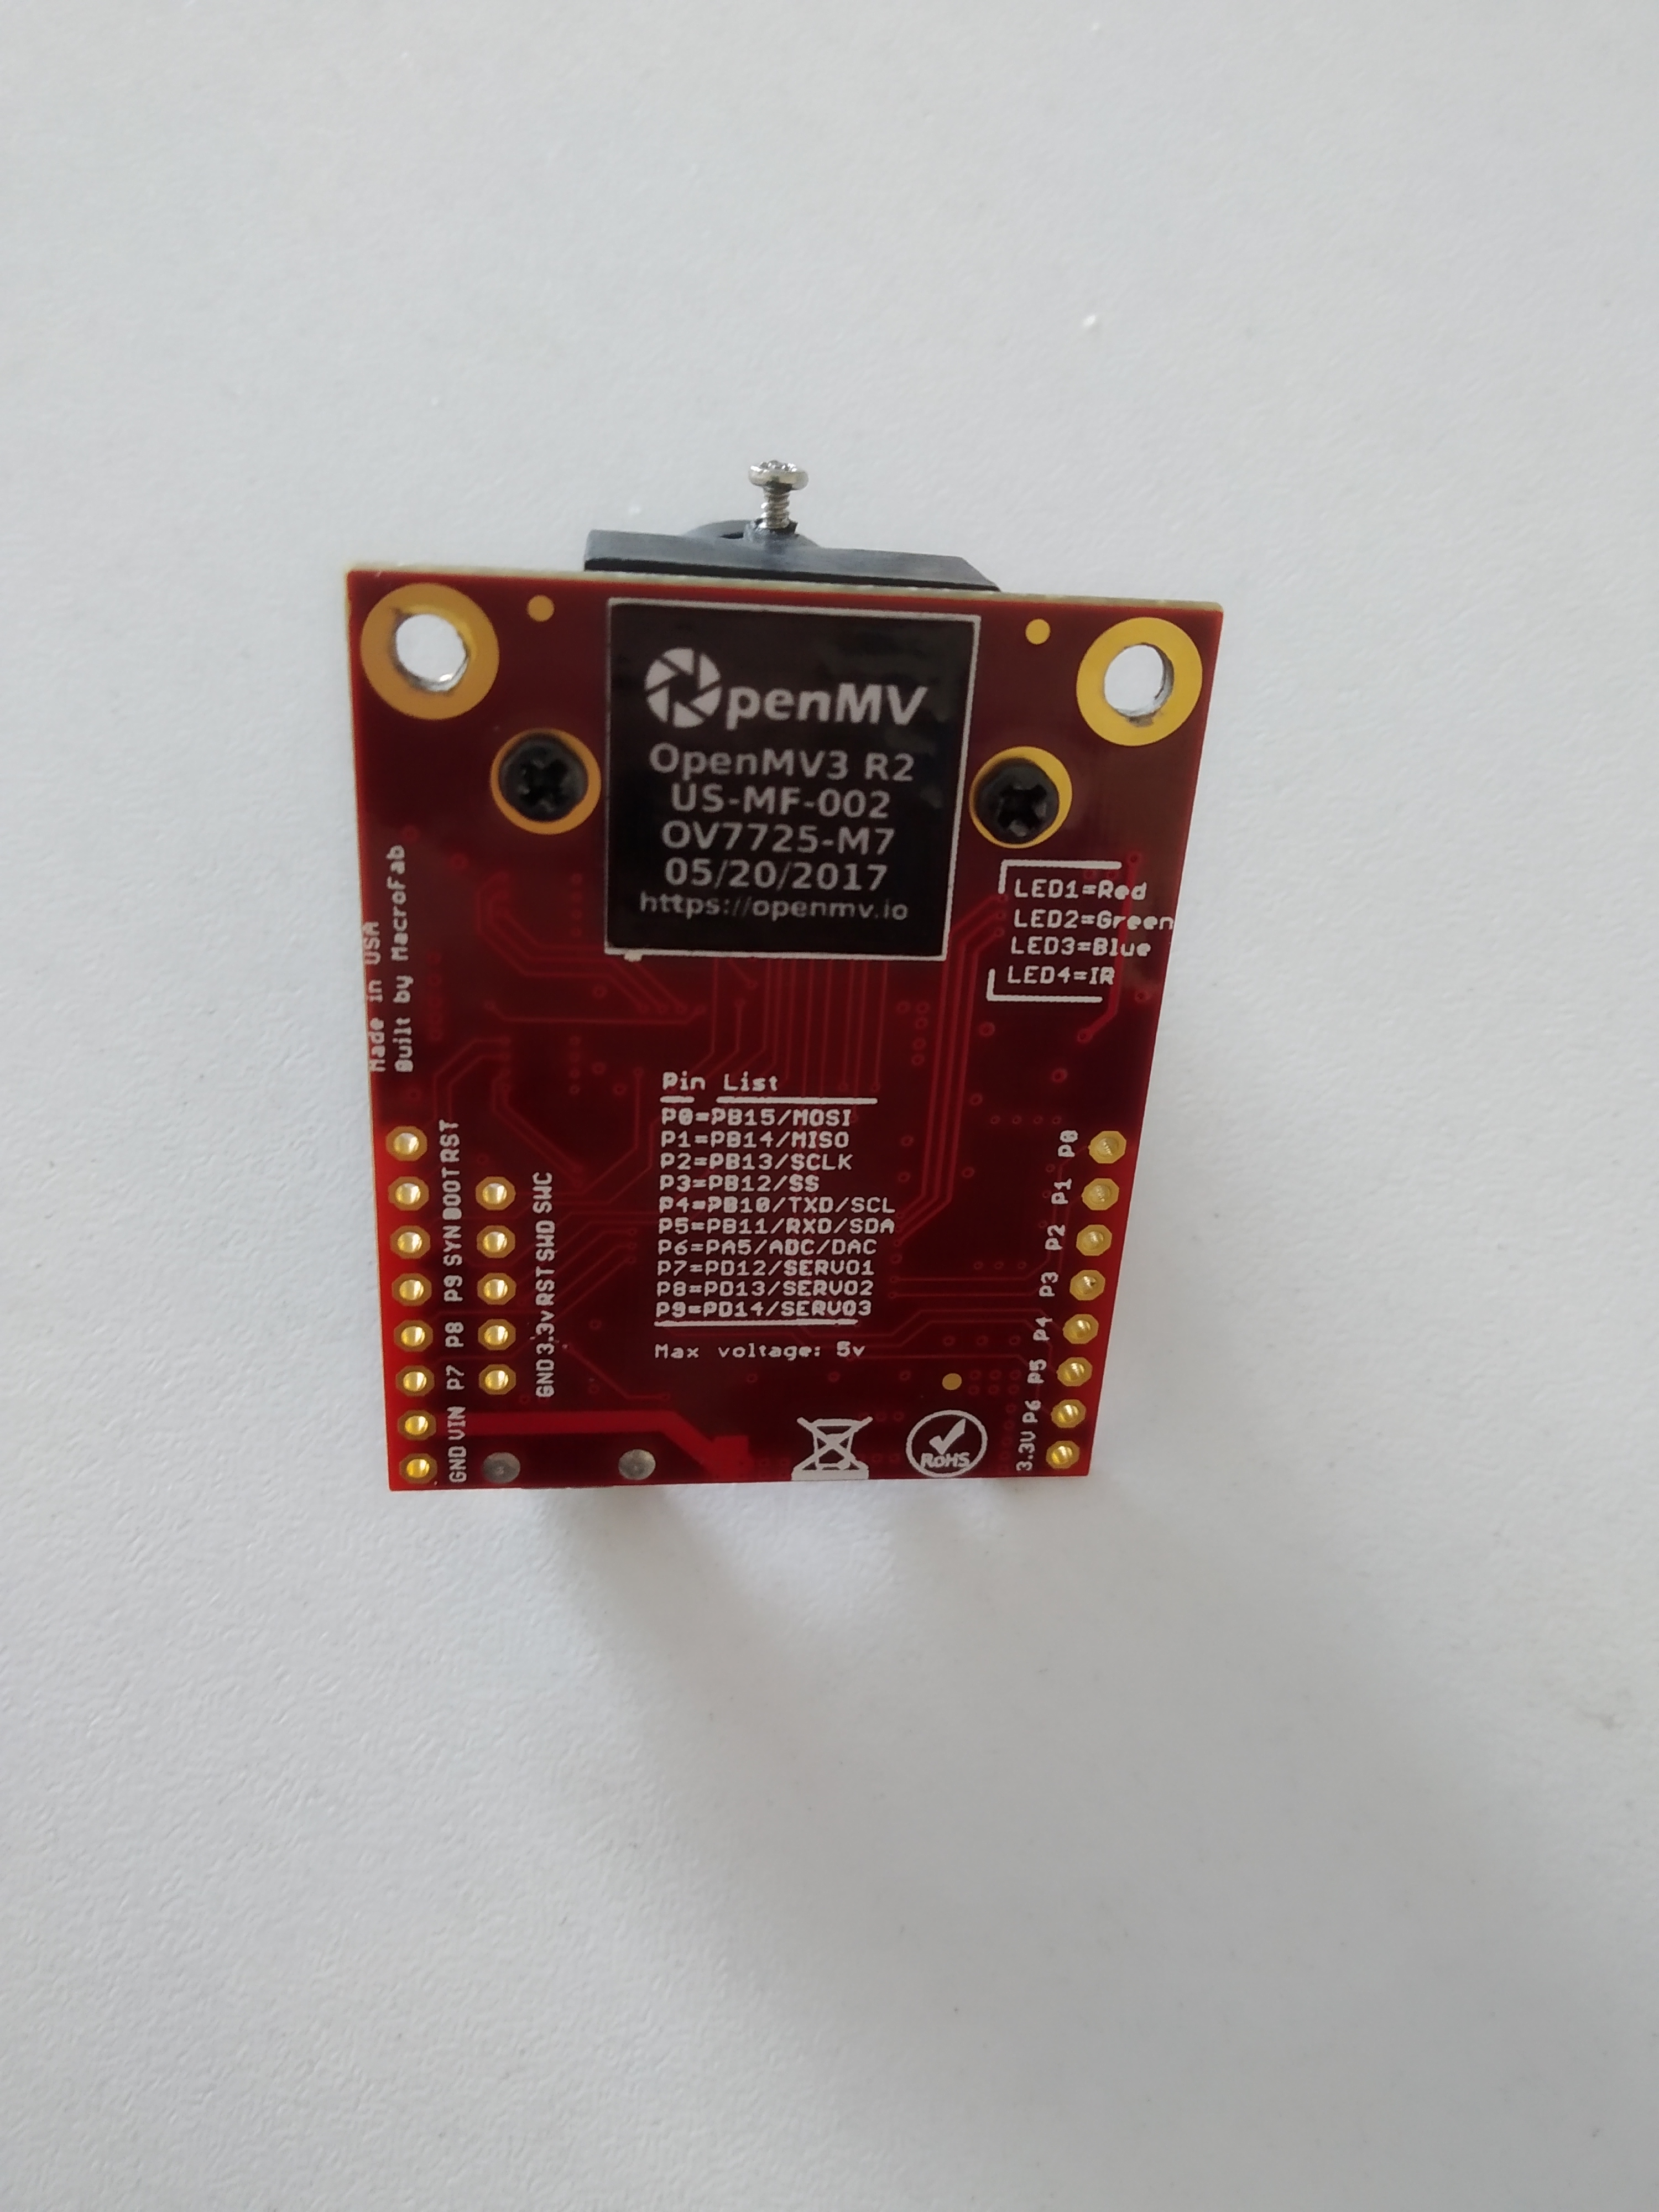 OpenMV
OpenMV3 R2
US-MF-002
OV7725-M7
05/20/2017
https://openmv.io
LED1=Red
LED2=Green
LED3=Blue
LED4=IR
Made in USA
Built by MacroFab
Pin List
P0=PB15/MOSI
P1=PB14/MISO
P2=PB13/SCLK
P3=PB12/SS
P4=PB10/TXD/SCL
P5=PB11/RXD/SDA
P6=PA5/ADC/DAC
P7=PD12/SERVO1
P8=PD13/SERVO2
P9=PD14/SERVO3
Max voltage: 5v
GND VIN P7 P8 P9 SYN BOOT RST
GND 3.3v RST SWD SWC
P0
P1
P2
P3
P4
P5
P6
3.3V
RoHS